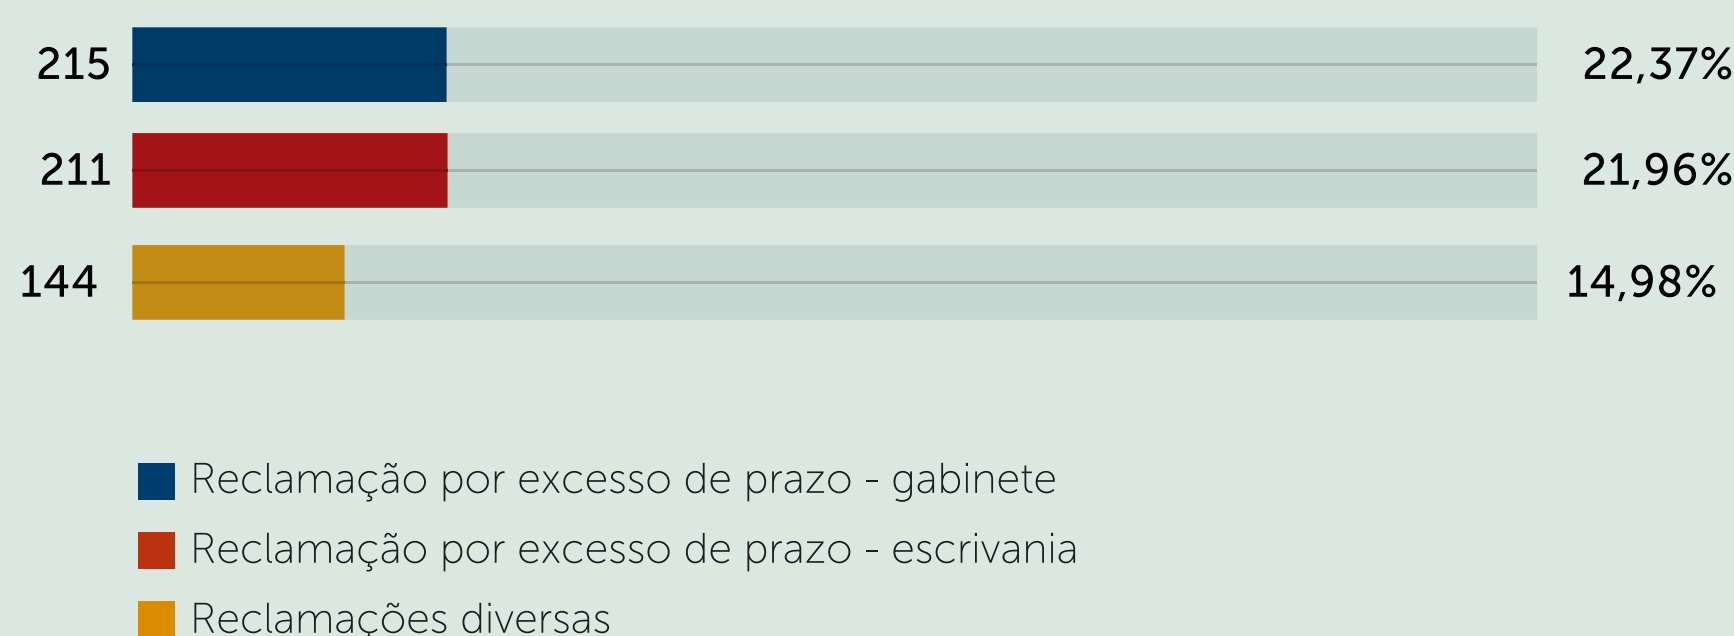 215 22,37%
211 21,96%
144 14,98%
Reclamação por excesso de prazo - gabinete
Reclamação por excesso de prazo - escrivania
Reclamações diversas